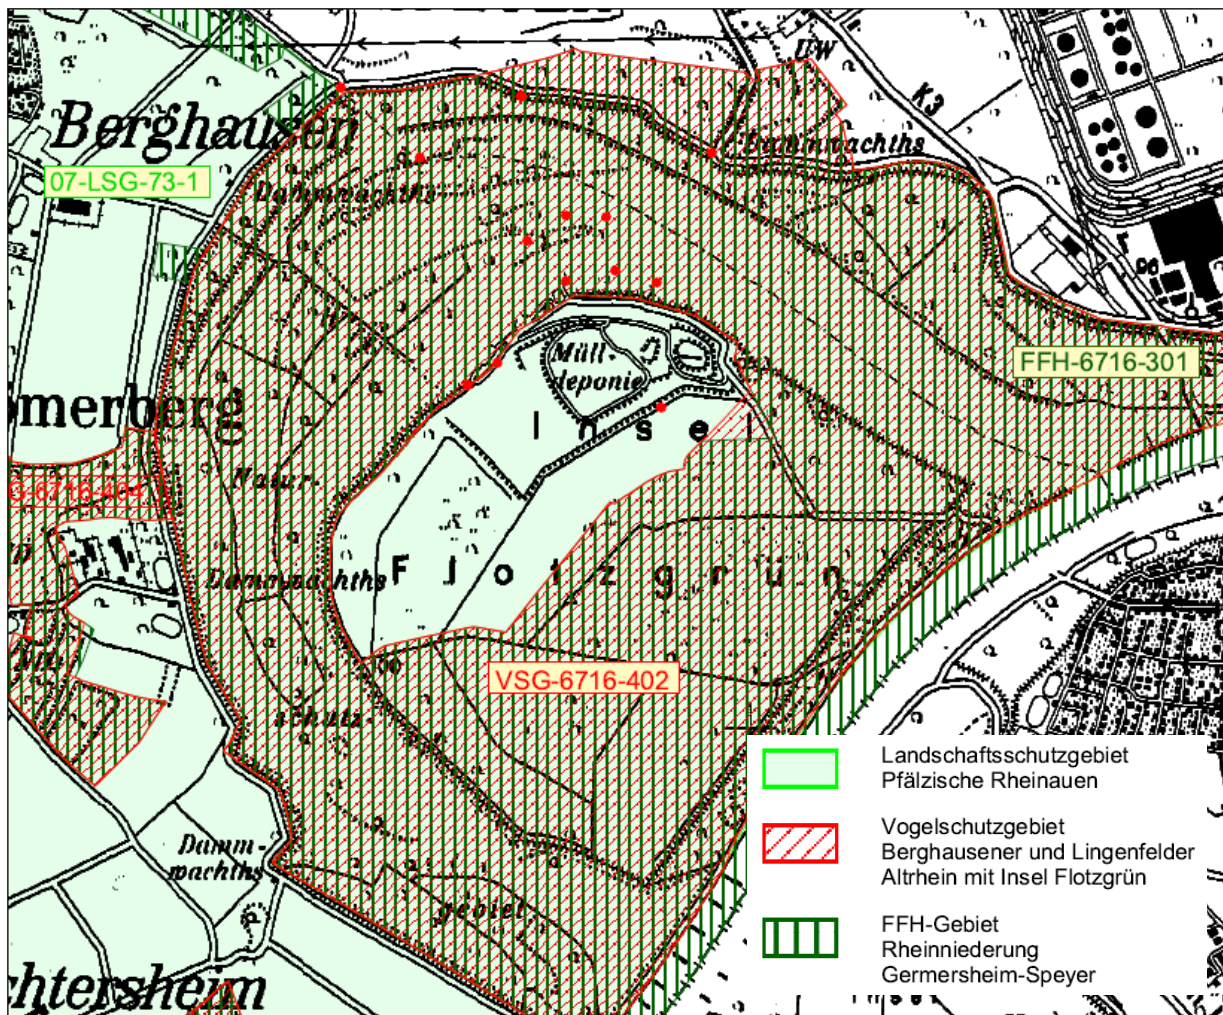 UW
K3
Berghausen
Dammwachths
07-LSG-73-1
Dammwachths
FFH-6716-301
Müll-
deponie
Insel
omerberg
Natur-
G-6716-404
Dammwachths
Flotzgrün
100
VSG-6716-402
schutz-
Landschaftsschutzgebiet
Pfälzische Rheinauen
Vogelschutzgebiet
Berghausener und Lingenfelder
Altrhein mit Insel Flotzgrün
Damm-
wachths
gebiet
FFH-Gebiet
Rheinniederung
Germersheim-Speyer
chtersheim